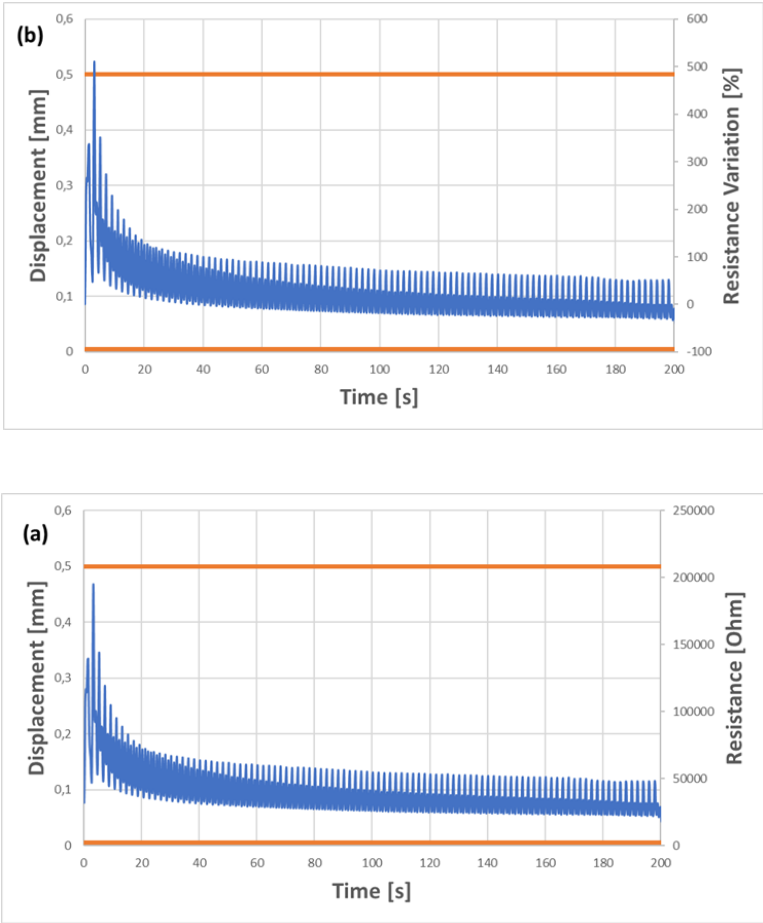 (b)
Displacement [mm]
0,6
0,5
0,4
0,3
0,2
0,1
0
Resistance Variation [%]
600
500
400
300
200
100
0
-100
0 20 40 60 80 100 120 140 160 180 200
Time [s]
(a)
Displacement [mm]
0,6
0,5
0,4
0,3
0,2
0,1
0
Resistance [Ohm]
250000
200000
150000
100000
50000
0
0 20 40 60 80 100 120 140 160 180 200
Time [s]